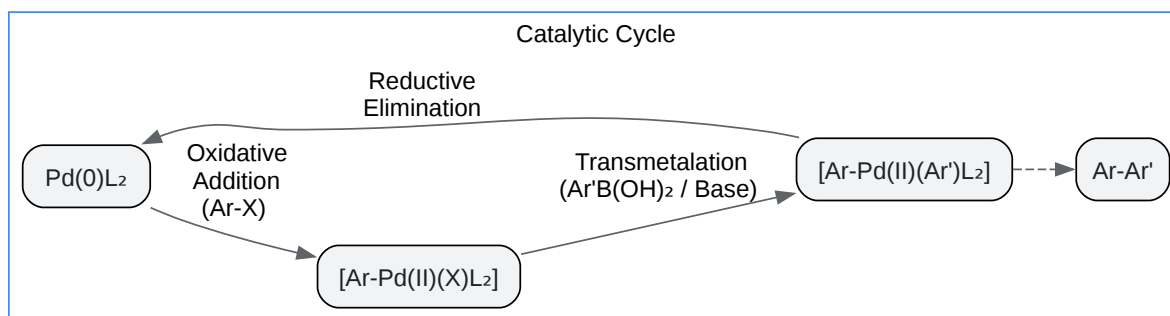 Catalytic Cycle
Reductive
Elimination
Oxidative
Addition
(Ar-X)
Transmetalation
(Ar'B(OH)₂ / Base)
Pd(0)L₂
[Ar-Pd(II)(X)L₂]
[Ar-Pd(II)(Ar')L₂]
Ar-Ar'